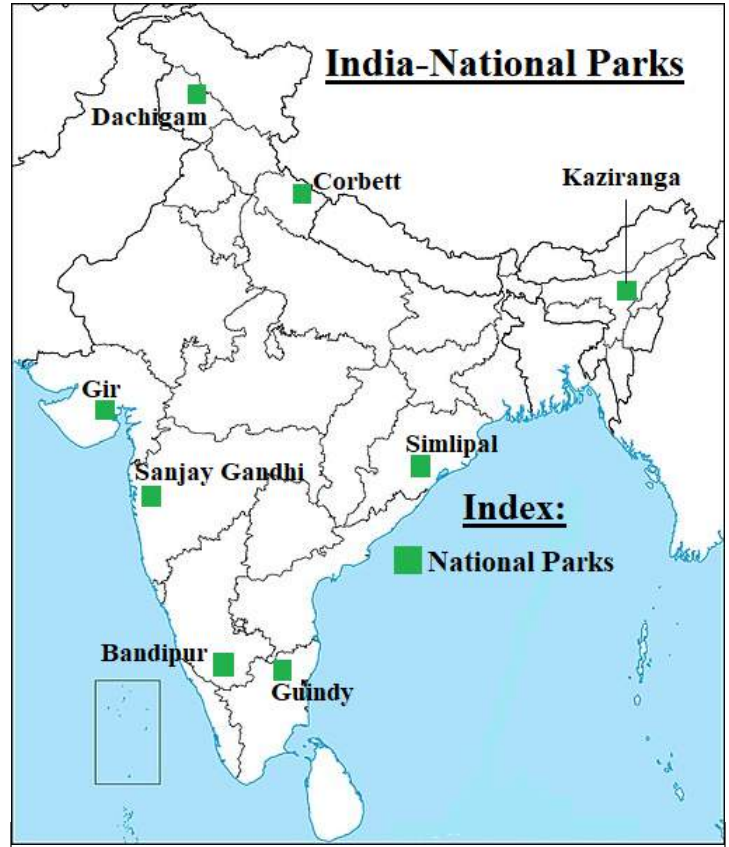 India-National Parks
Dachigam
Corbett
Kaziranga
Gir
Simlipal
Sanjay Gandhi
Index:
National Parks
Bandipur
Guindy